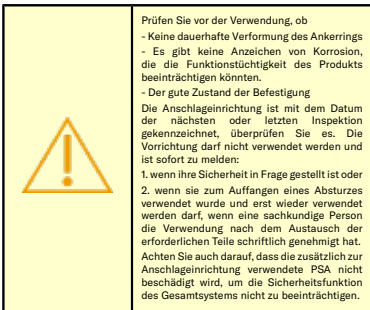 Prüfen Sie vor der Verwendung, ob
- Keine dauerhafte Verformung des Ankerrings
- Es gibt keine Anzeichen von Korrosion,
die die Funktionstüchtigkeit des Produkts
beeinträchtigen könnten.
- Der gute Zustand der Befestigung
Die Anschlageinrichtung ist mit dem Datum
der nächsten oder letzten Inspektion
gekennzeichnet, überprüfen Sie es. Die
Vorrichtung darf nicht verwendet werden und
ist sofort zu melden:
1. wenn ihre Sicherheit in Frage gestellt ist oder
2. wenn sie zum Auffangen eines Absturzes
verwendet wurde und erst wieder verwendet
werden darf, wenn eine sachkundige Person
die Verwendung nach dem Austausch der
erforderlichen Teile schriftlich genehmigt hat.
Achten Sie auch darauf, dass die zusätzlich zur
Anschlageinrichtung verwendete PSA nicht
beschädigt wird, um die Sicherheitsfunktion
des Gesamtsystems nicht zu beeinträchtigen.